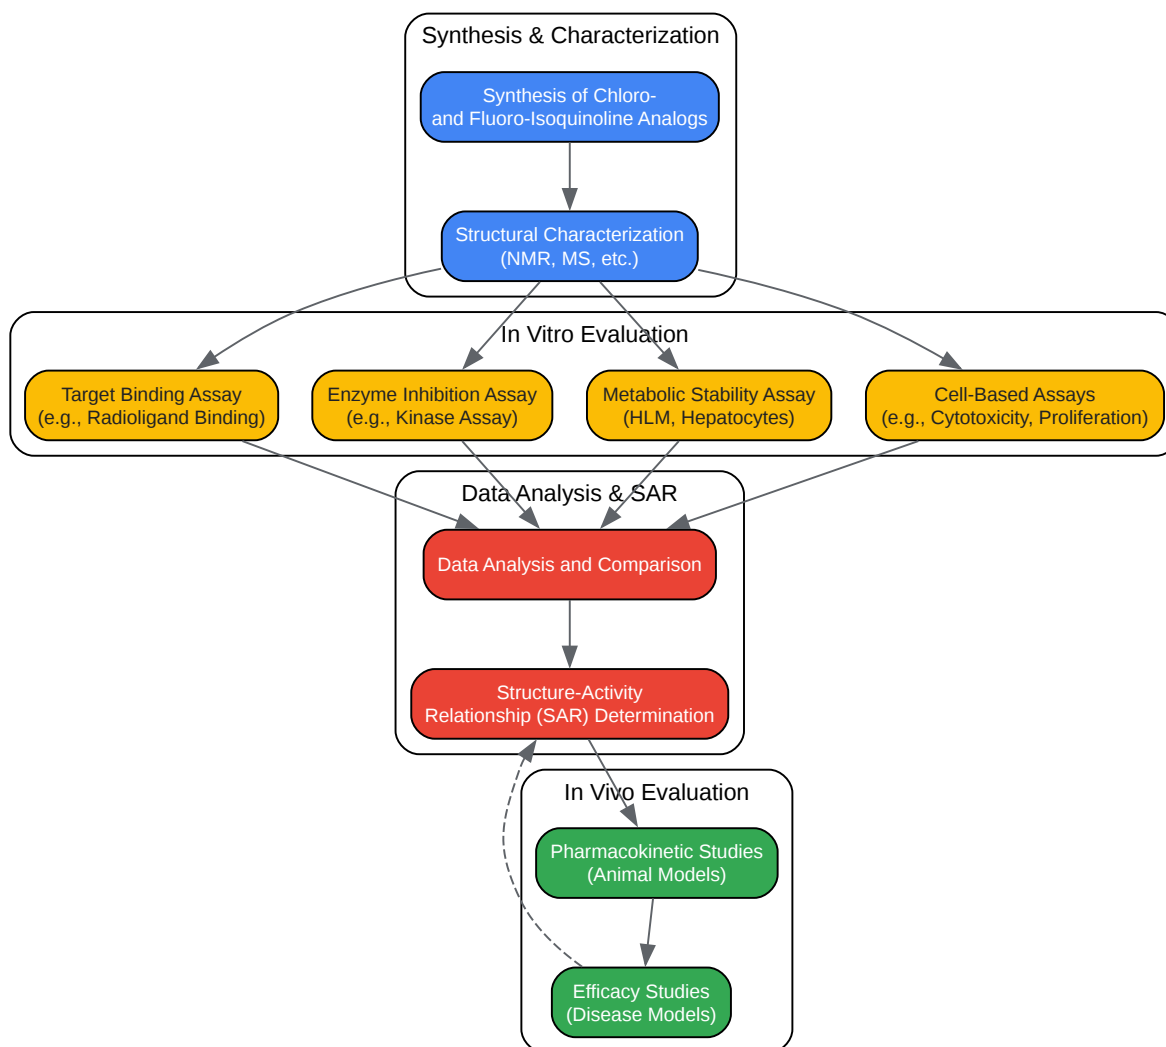 Synthesis & Characterization
Synthesis of Chloro-
and Fluoro-Isoquinoline Analogs
Structural Characterization
(NMR, MS, etc.)
In Vitro Evaluation
Target Binding Assay
(e.g., Radioligand Binding)
Enzyme Inhibition Assay
(e.g., Kinase Assay)
Metabolic Stability Assay
(HLM, Hepatocytes)
Cell-Based Assays
(e.g., Cytotoxicity, Proliferation)
Data Analysis & SAR
Data Analysis and Comparison
Structure-Activity
Relationship (SAR) Determination
In Vivo Evaluation
Pharmacokinetic Studies
(Animal Models)
Efficacy Studies
(Disease Models)